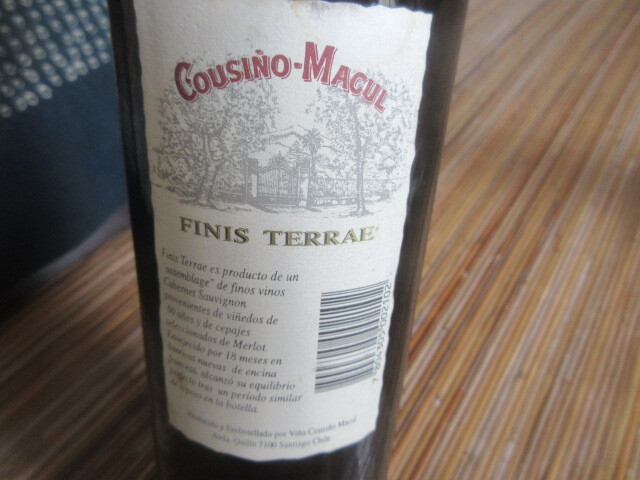 COUSIÑO-MACUL
FINIS TERRAE
Finis Terrae es producto de un
assemblage" de finos vinos
Cabernet Sauvignon
provenientes de viñedos de
60 años y de cepajes
seleccionados de Merlot.
Envejecido por 18 meses en
barricas nuevas de encina
francesa, alcanzó su equilibrio
perfecto tras un período similar
de reposo en la botella.
Producido y Embotellado por Viña Cousiño Macul
Avda. Quilín 7100 Santiago Chile